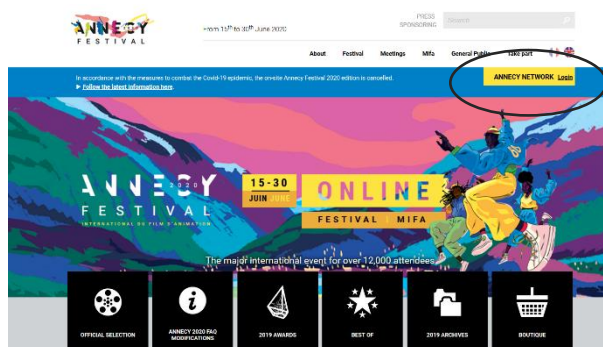 ANNECY
FESTIVAL
From 15th to 30th June 2020
PRESS
SPONSORING
Search
About Festival Meetings Mifa General Public Take part
In accordance with the measures to combat the Covid-19 epidemic, the on-site Annecy Festival 2020 edition is cancelled.
▶ Follow the latest information here.
ANNECY NETWORK Login
ANNECY
2020
FESTIVAL
INTERNATIONAL DU FILM D'ANIMATION
15-30
JUIN JUNE
ONLINE
FESTIVAL | MIFA
The major international event for over 12,000 attendees
OFFICIAL SELECTION
ANNECY 2020 FAQ
MODIFICATIONS
2019 AWARDS
BEST OF
2019 ARCHIVES
BOUTIQUE